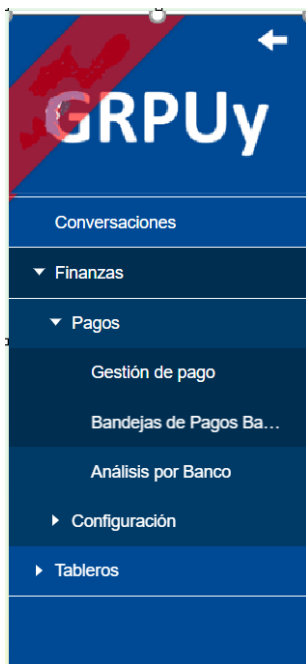 GRPUy
Conversaciones
Finanzas
Pagos
Gestión de pago
Bandejas de Pagos Ba...
Análisis por Banco
Configuración
Tableros